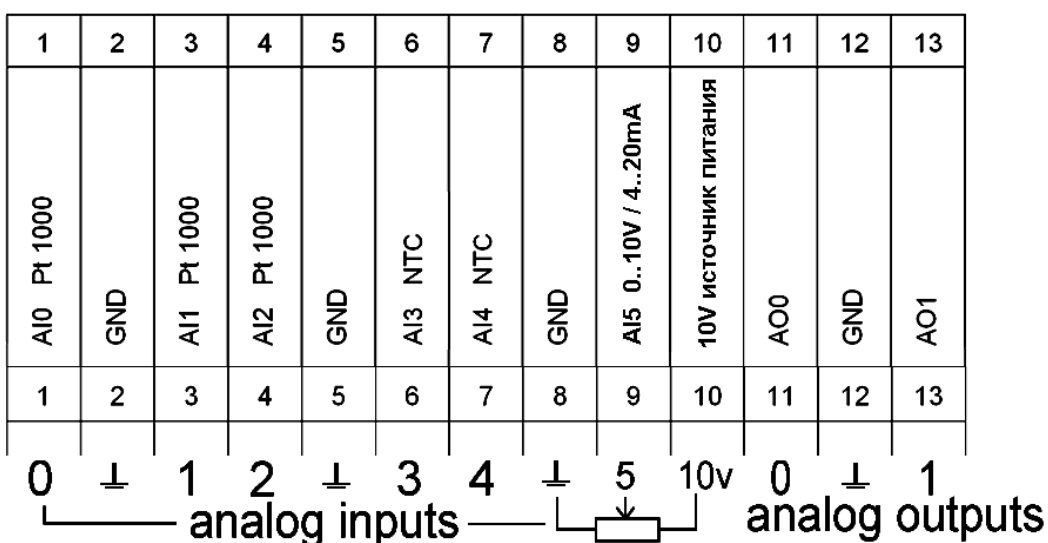 1 2 3 4 5 6 7 8 9 10 11 12 13
AI0 Pt 1000
GND
AI1 Pt 1000
AI2 Pt 1000
GND
AI3 NTC
AI4 NTC
GND
AI5 0..10V / 4..20mA
10V источник питания
AO0
GND
AO1
1 2 3 4 5 6 7 8 9 10 11 12 13
0 1 2 3 4 5 10v 0 1
analog inputs analog outputs